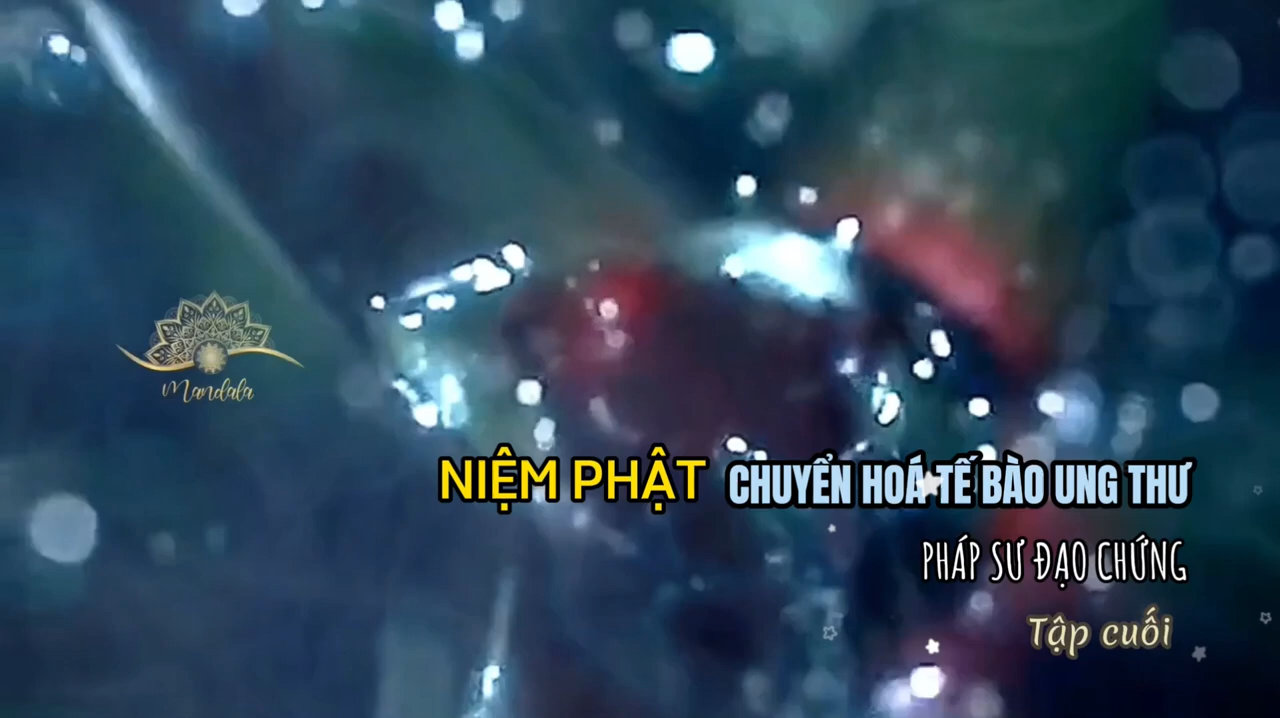 Mandala
NIỆM PHẬT CHUYỂN HOÁ TẾ BÀO UNG THƯ
PHÁP SƯ ĐẠO CHỨNG
Tập cuối